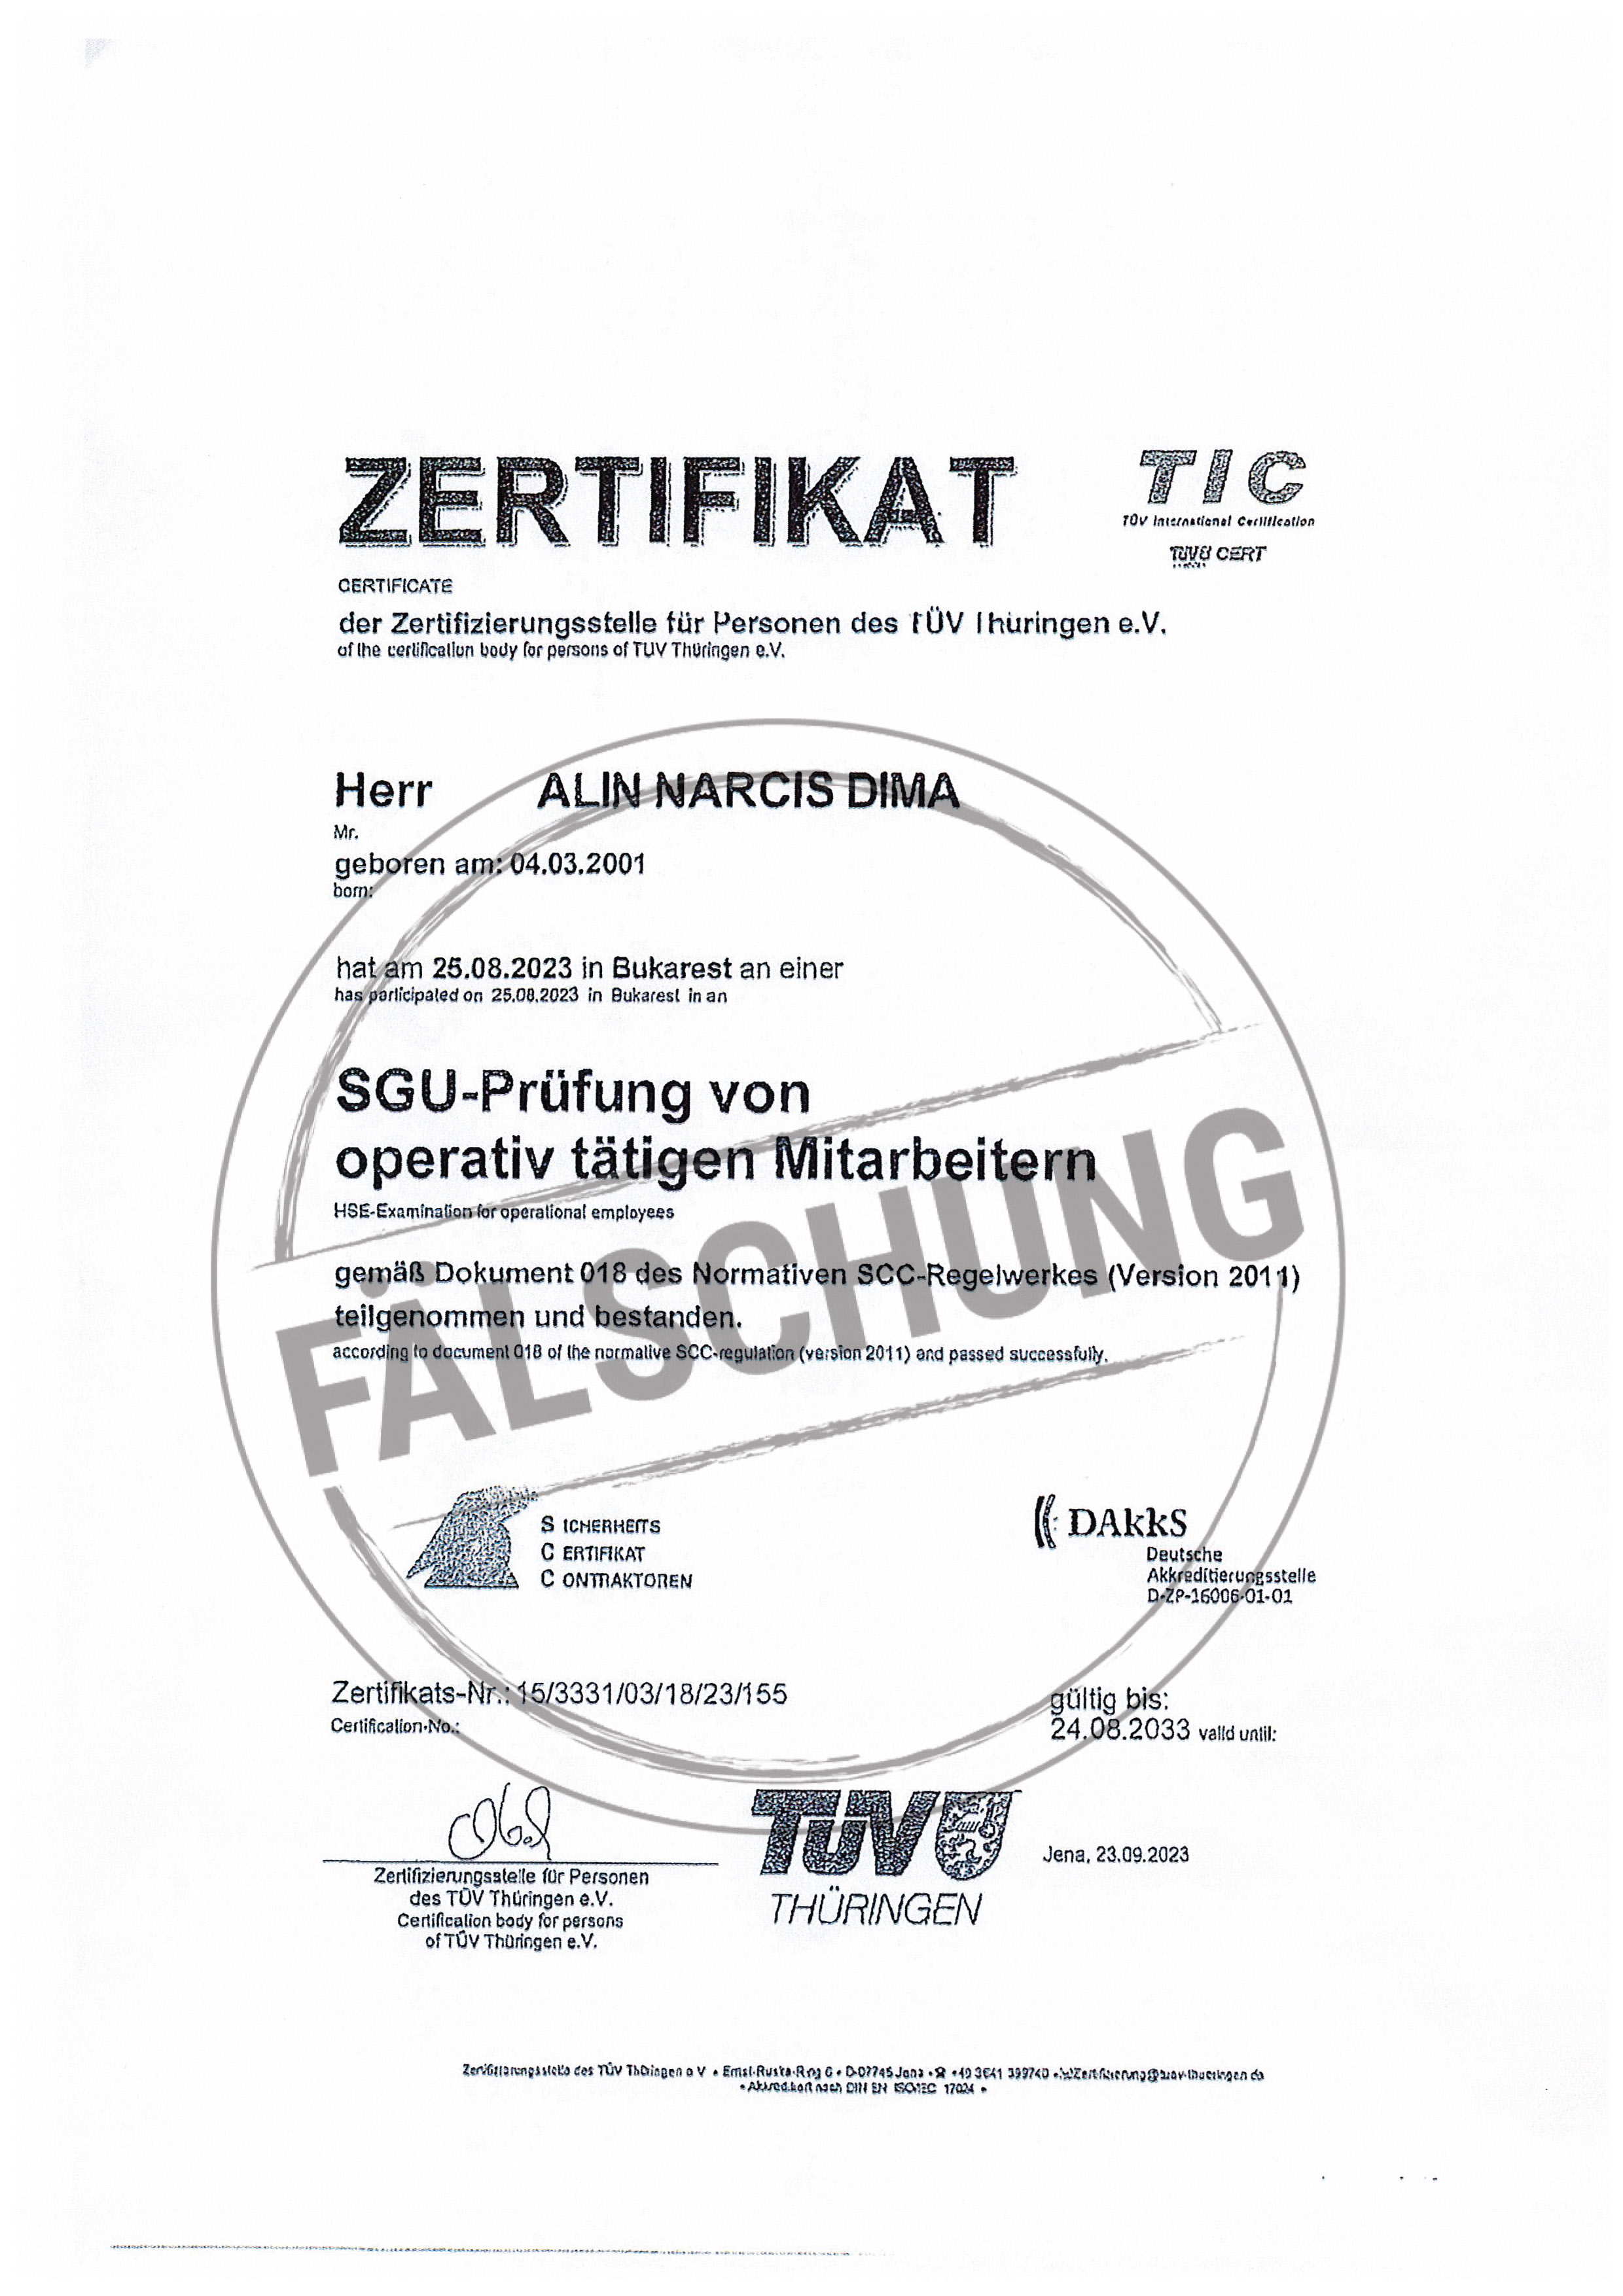 ZERTIFIKAT
TIC
TÜV International Certification
TÜV CERT
CERTIFICATE
der Zertifizierungsstelle für Personen des TÜV Thüringen e.V.
of the certification body for persons of TÜV Thüringen e.V.
Herr ALIN NARCIS DIMA
Mr.
geboren am: 04.03.2001
born:
hat am 25.08.2023 in Bukarest an einer
has participated on 25.08.2023 in Bukarest in an
SGU-Prüfung von
operativ tätigen Mitarbeitern
HSE-Examination for operational employees
gemäß Dokument 018 des Normativen SCC-Regelwerkes (Version 2011)
teilgenommen und bestanden.
according to document 018 of the normative SCC-regulation (version 2011) and passed successfully.
FÄLSCHUNG
S ICHERHEITS
C ERTIFIKAT
C ONTRAKTOREN
DAkkS
Deutsche
Akkreditierungsstelle
D-ZP-16006-01-01
Zertifikats-Nr.: 15/3331/03/18/23/155
Certification-No.:
gültig bis:
24.08.2033 valid until:
TÜV
THÜRINGEN
Jena, 23.09.2023
Zertifizierungsstelle für Personen
des TÜV Thüringen e.V.
Certification body for persons
of TÜV Thüringen e.V.
Zertifizierungsstelle des TÜV Thüringen e.V. • Ernst-Ruska-Ring 6 • D-07745 Jena • ☎ +49 3641 399740 • Zertifizierung@tuev-thueringen.de
• Akkreditiert nach DIN EN ISO/IEC 17024 •